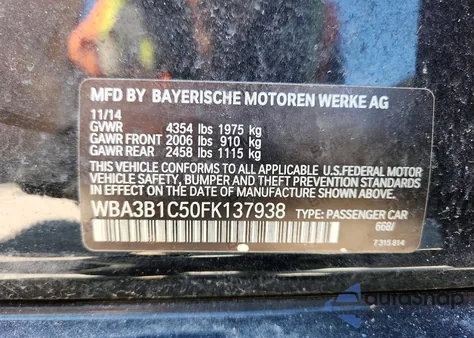 MFD BY BAYERISCHE MOTOREN WERKE AG
11/14
GVWR 4354 lbs 1975 kg
GAWR FRONT 2006 lbs 910 kg
GAWR REAR 2458 lbs 1115 kg
THIS VEHICLE CONFORMS TO ALL APPLICABLE U.S.FEDERAL MOTOR
VEHICLE SAFETY, BUMPER AND THEFT PREVENTION STANDARDS
IN EFFECT ON THE DATE OF MANUFACTURE SHOWN ABOVE.
WBA3B1C50FK137938 TYPE: PASSENGER CAR
668/
7 315 814
AutoSnap